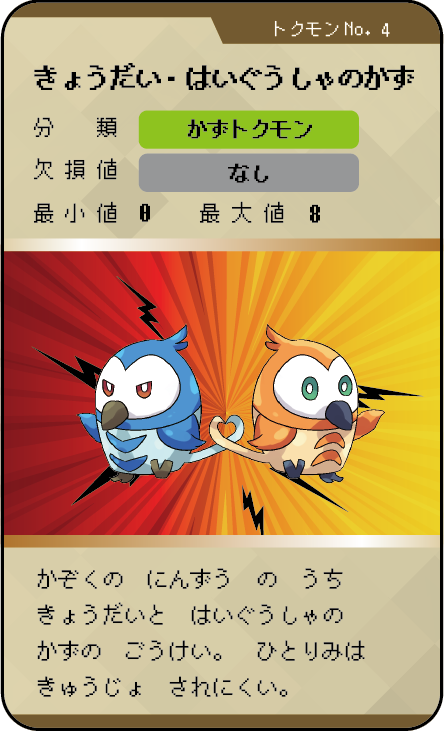 トクモンNo. 4
きょうだい・はいぐうしゃのかず
分類 かずトクモン
欠損値 なし
最小値 0 最大値 8
かぞくの にんずう の うち
きょうだいと はいぐうしゃの
かずの ごうけい。 ひとりみは
きゅうじょ されにくい。